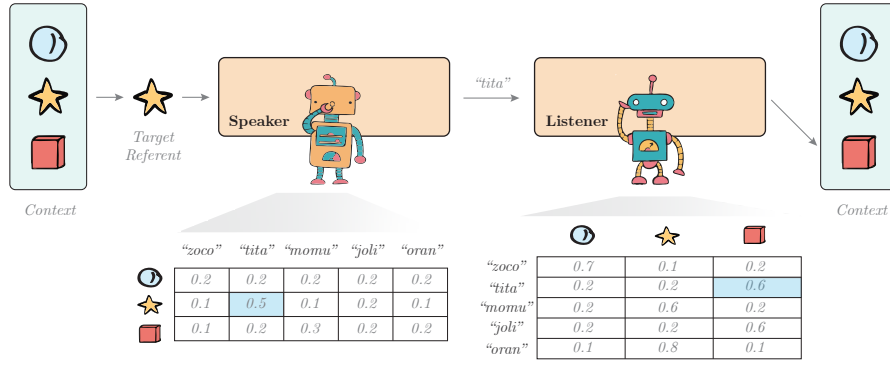 "tita"
Speaker
Listener
Target
Referent
Context
Context
"zoco" "tita" "momu" "joli" "oran"
0.2 0.2 0.2 0.2 0.2
0.1 0.5 0.1 0.2 0.1
0.1 0.2 0.3 0.2 0.2
"zoco" 0.7 0.1 0.2
"tita" 0.2 0.2 0.6
"momu" 0.2 0.6 0.2
"joli" 0.2 0.2 0.6
"oran" 0.1 0.8 0.1